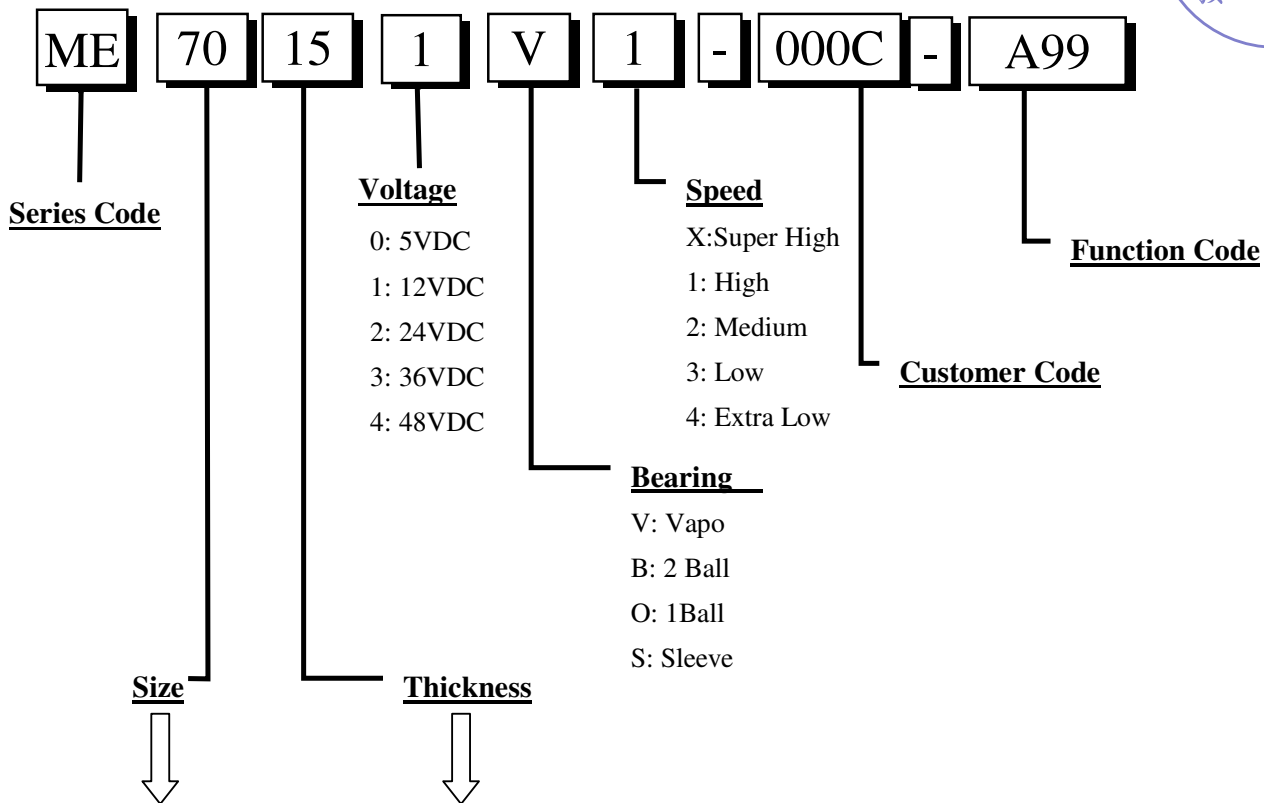 ME 70 15 1 V 1 - 000C - A99
Series Code
Voltage
0: 5VDC
1: 12VDC
2: 24VDC
3: 36VDC
4: 48VDC
Speed
X:Super High
1: High
2: Medium
3: Low
4: Extra Low
Function Code
Customer Code
Bearing
V: Vapo
B: 2 Ball
O: 1Ball
S: Sleeve
Size
Thickness